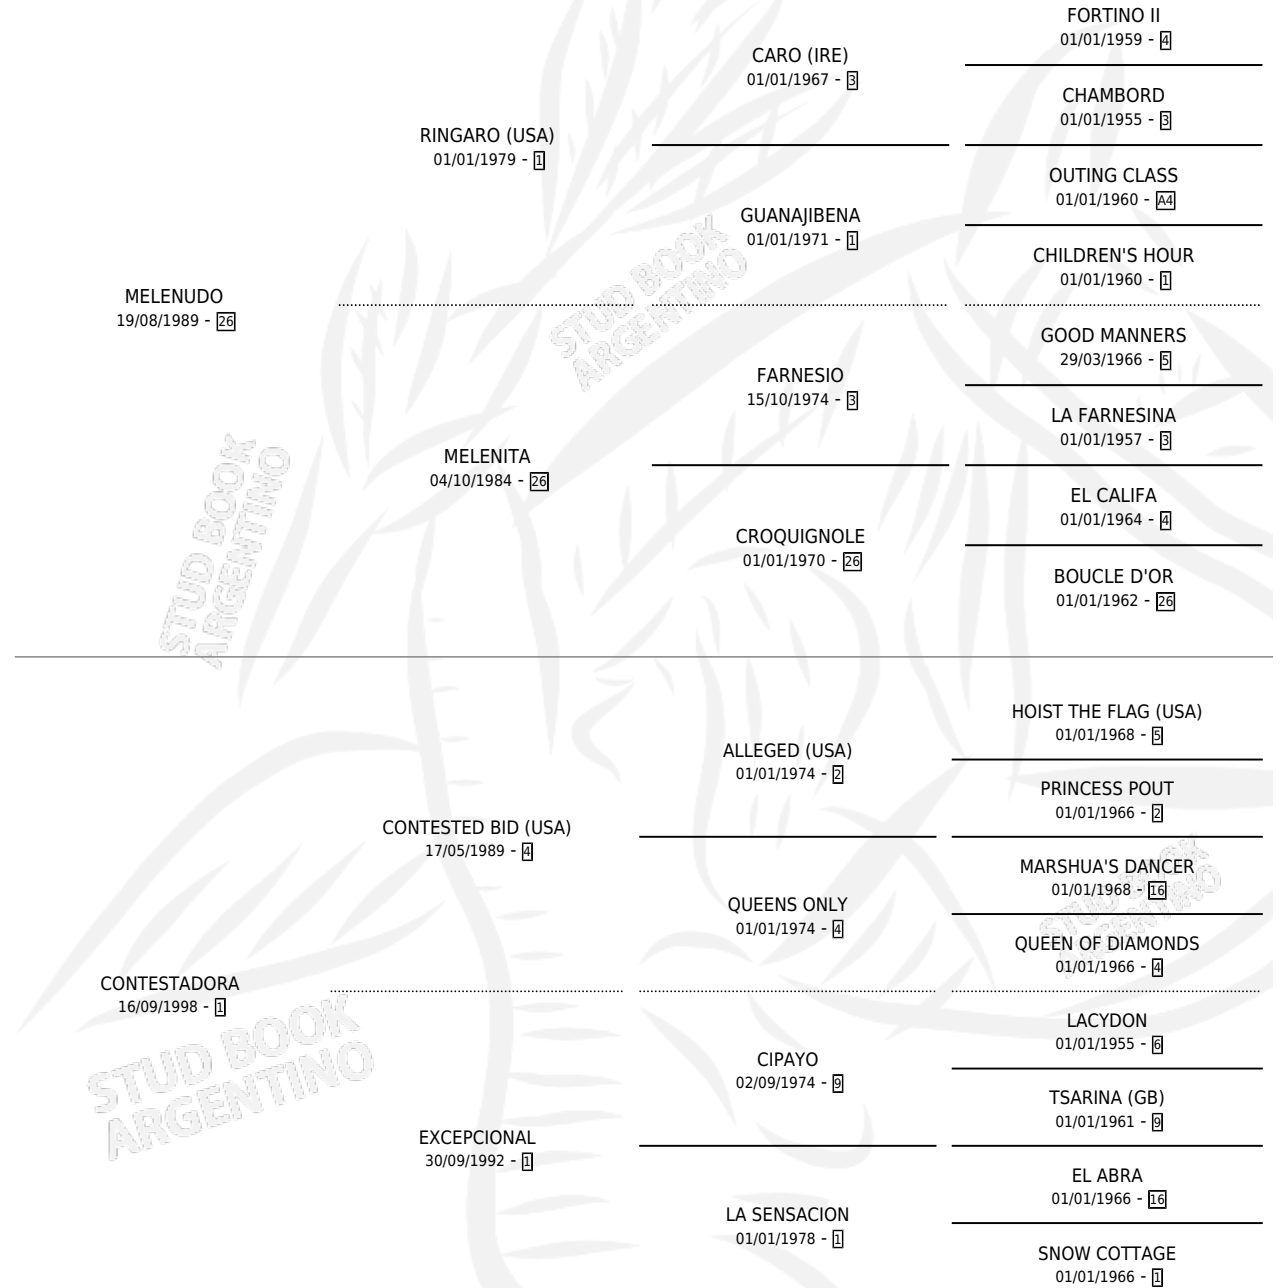 FORTINO II
01/01/1959 - 4
CARO (IRE)
01/01/1967 - 3
CHAMBORD
01/01/1955 - 3
RINGARO (USA)
01/01/1979 - 1
OUTING CLASS
01/01/1960 - A4
GUANAJIBENA
01/01/1971 - 1
CHILDREN'S HOUR
01/01/1960 - 1
MELENUDO
19/08/1989 - 26
GOOD MANNERS
29/03/1966 - 5
FARNESIO
15/10/1974 - 3
LA FARNESINA
01/01/1957 - 3
MELENITA
04/10/1984 - 26
EL CALIFA
01/01/1964 - 4
CROQUIGNOLE
01/01/1970 - 26
BOUCLE D'OR
01/01/1962 - 26
HOIST THE FLAG (USA)
01/01/1968 - 5
ALLEGED (USA)
01/01/1974 - 2
PRINCESS POUT
01/01/1966 - 2
CONTESTED BID (USA)
17/05/1989 - 4
MARSHUA'S DANCER
01/01/1968 - 16
QUEENS ONLY
01/01/1974 - 4
QUEEN OF DIAMONDS
01/01/1966 - 4
CONTESTADORA
16/09/1998 - 1
LACYDON
01/01/1955 - 6
CIPAYO
02/09/1974 - 9
TSARINA (GB)
01/01/1961 - 9
EXCEPCIONAL
30/09/1992 - 1
EL ABRA
01/01/1966 - 16
LA SENSACION
01/01/1978 - 1
SNOW COTTAGE
01/01/1966 - 1
STUD BOOK
ARGENTINO
STUD BOOK
ARGENTINO
STUD BOOK
ARGENTINO
STUD BOOK
ARGENTINO